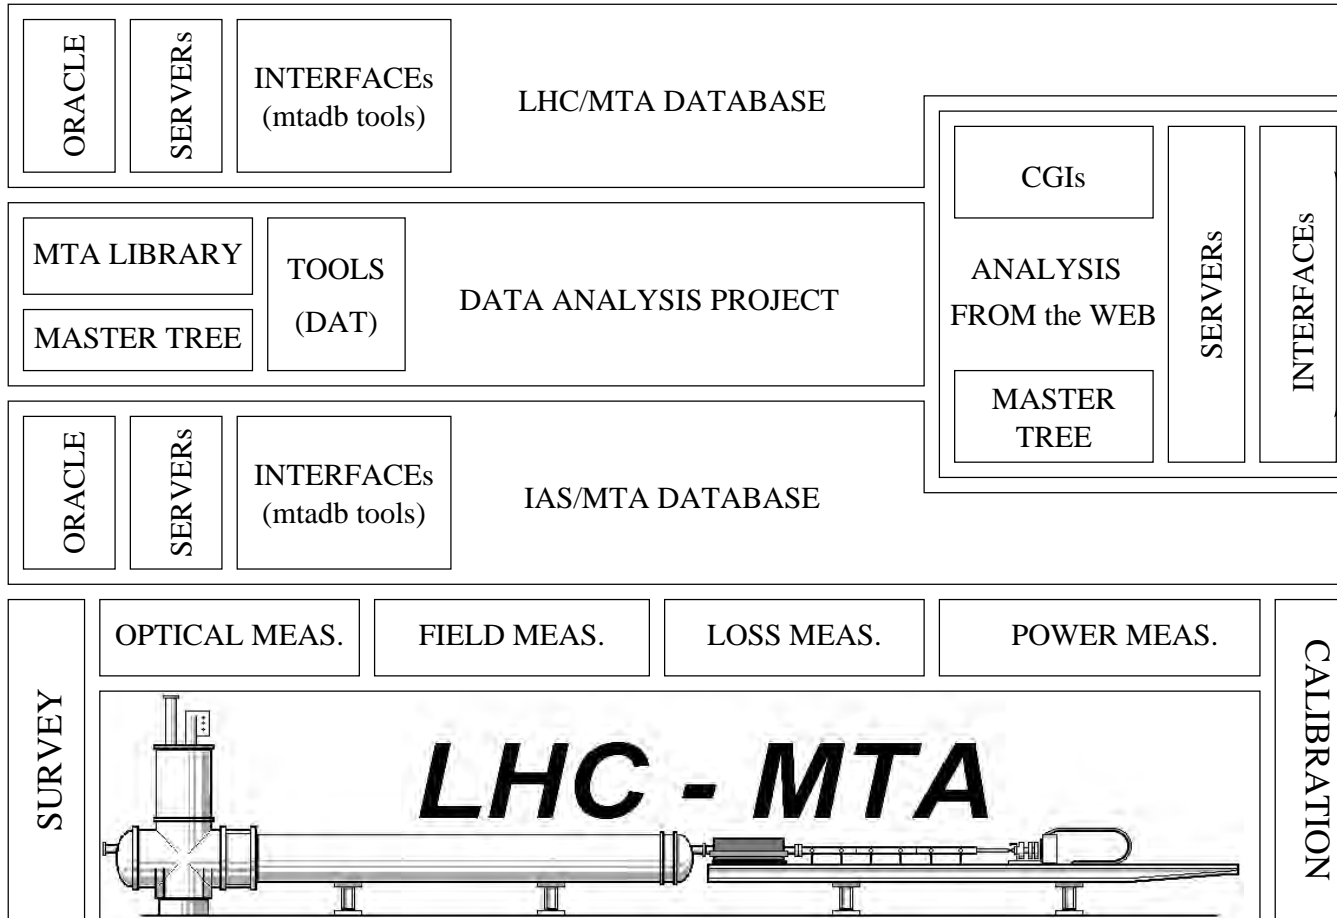 ORACLE
SERVERs
INTERFACEs
(mtadb tools)
LHC/MTA DATABASE
MTA LIBRARY
MASTER TREE
TOOLS
(DAT)
DATA ANALYSIS PROJECT
CGIs
ANALYSIS
FROM the WEB
MASTER
TREE
SERVERs
INTERFACEs
ORACLE
SERVERs
INTERFACEs
(mtadb tools)
IAS/MTA DATABASE
SURVEY
OPTICAL MEAS.
FIELD MEAS.
LOSS MEAS.
POWER MEAS.
CALIBRATION
LHC - MTA